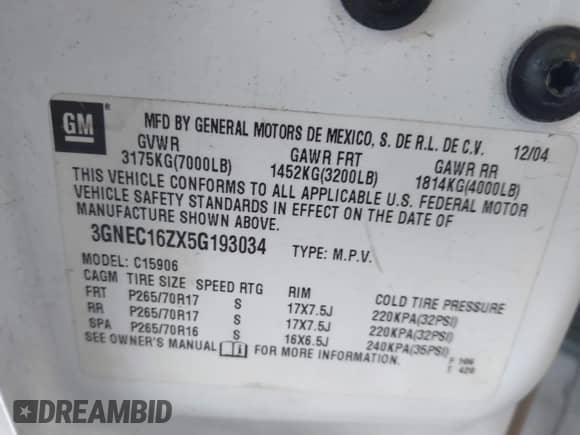 GM ®
MFD BY GENERAL MOTORS DE MEXICO, S. DE R.L. DE C.V. 12/04
GVWR GAWR FRT GAWR RR
3175KG(7000LB) 1452KG(3200LB) 1814KG(4000LB)
THIS VEHICLE CONFORMS TO ALL APPLICABLE U.S. FEDERAL MOTOR
VEHICLE SAFETY STANDARDS IN EFFECT ON THE DATE OF
MANUFACTURE SHOWN ABOVE.
3GNEC16ZX5G193034 TYPE: M.P.V.
MODEL: C15906
CAGM TIRE SIZE SPEED RTG RIM COLD TIRE PRESSURE
FRT P265/70R17 S 17X7.5J 220KPA(32PSI)
RR P265/70R17 S 17X7.5J 220KPA(32PSI)
SPA P265/70R16 S 16X6.5J 240KPA(35PSI)
SEE OWNER'S MANUAL FOR MORE INFORMATION.
DREAMBID